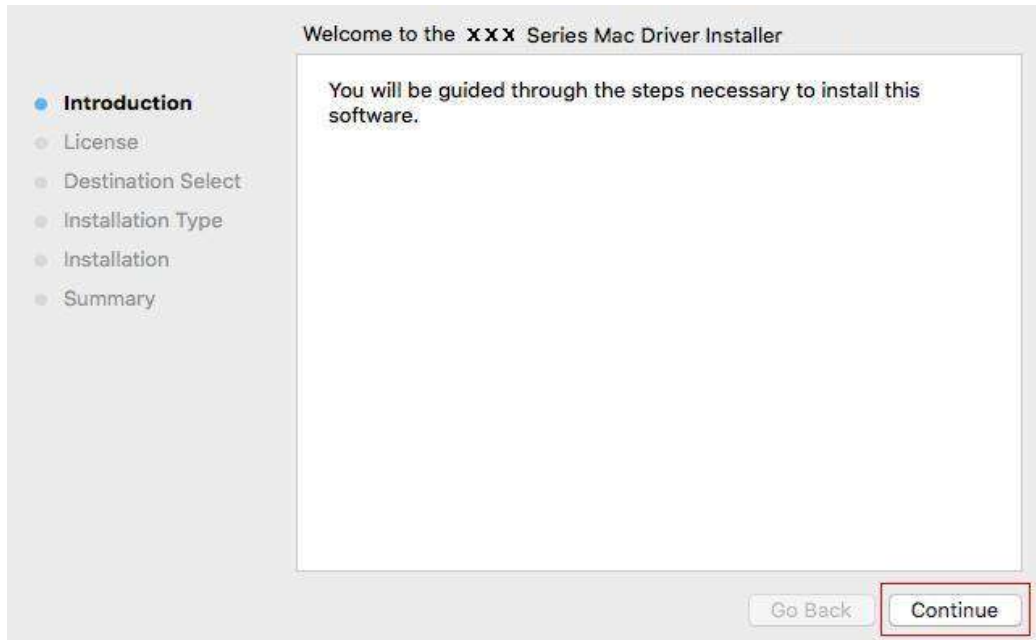 Welcome to the XXX Series Mac Driver Installer
Introduction
License
Destination Select
Installation Type
Installation
Summary
You will be guided through the steps necessary to install this
software.
Go Back
Continue